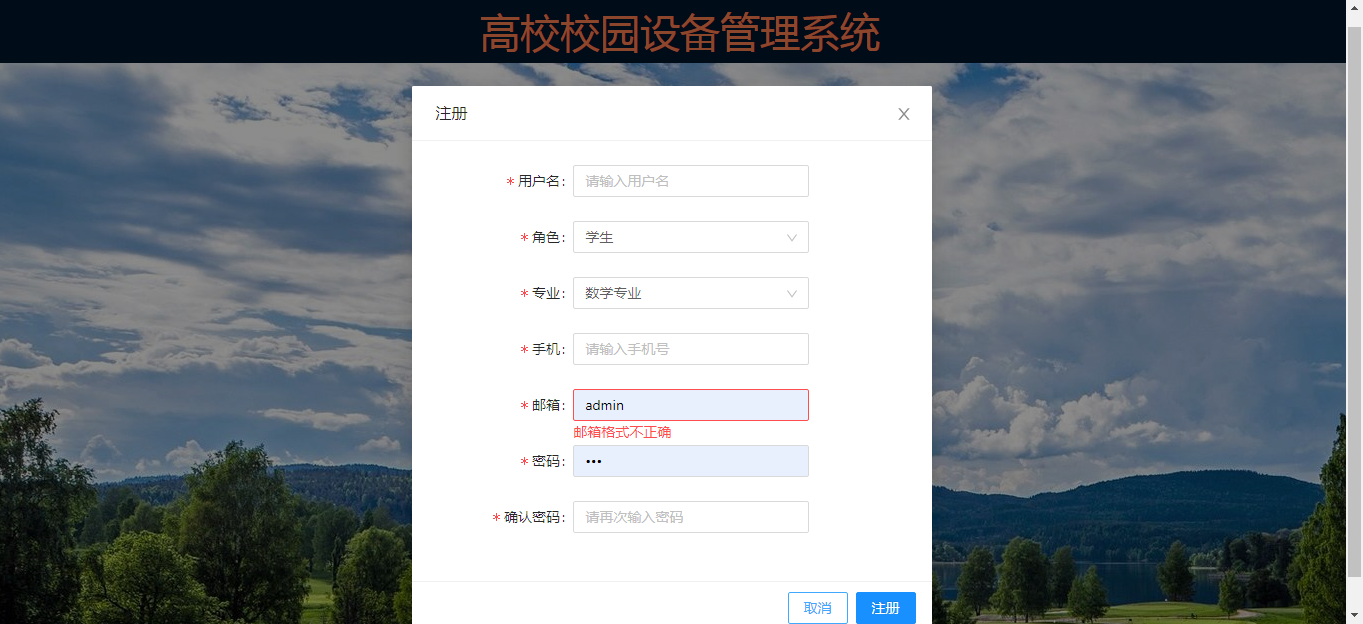 高校校园设备管理系统
注册
* 用户名: 请输入用户名
* 角色: 学生
* 专业: 数学专业
* 手机: 请输入手机号
* 邮箱: admin
邮箱格式不正确
* 密码: •••
* 确认密码: 请再次输入密码
取消 注册